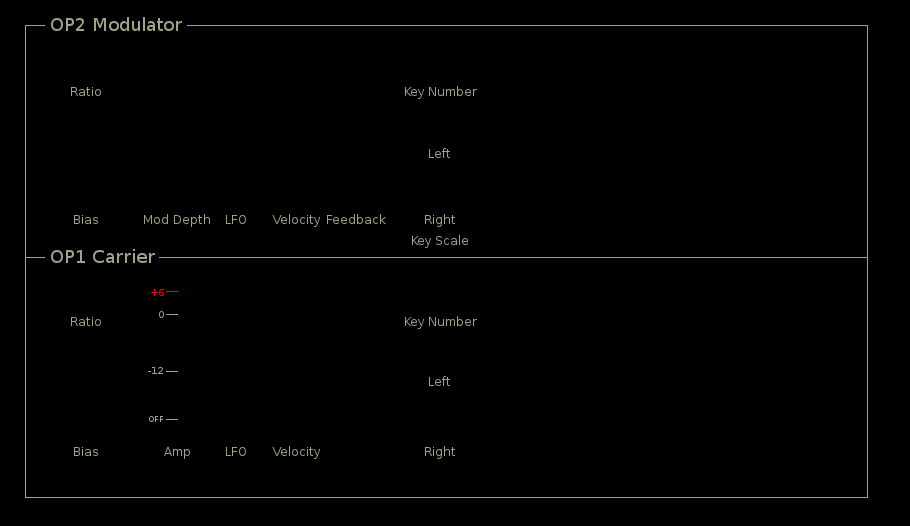 OP2 Modulator
Ratio Key Number
Left
Bias Mod Depth LFO Velocity Feedback Right
Key Scale
OP1 Carrier
+6
0
Ratio Key Number
-12
Left
OFF
Bias Amp LFO Velocity Right